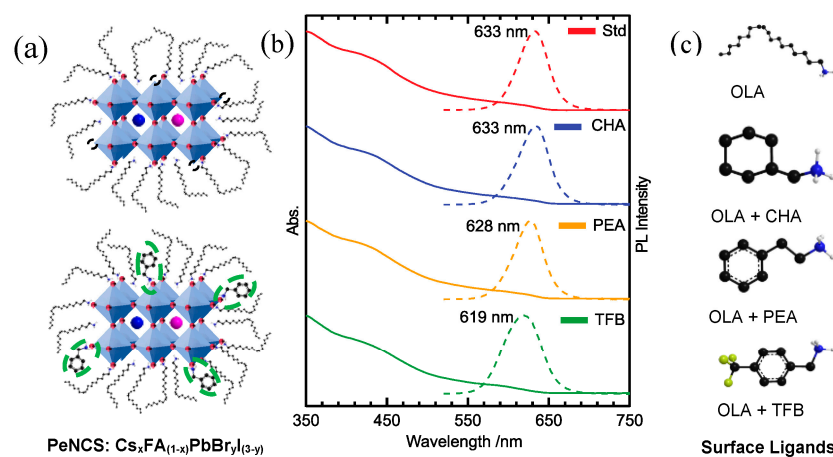 (a)
PeNCS: CsₓFA₍₁₋ₓ₎PbBrᵧI₍₃₋ᵧ₎
(b)
633 nm
Std
633 nm
CHA
628 nm
PEA
619 nm
TFB
Abs.
PL Intensity
350 450 550 650 750
Wavelength /nm
(c)
OLA
OLA + CHA
OLA + PEA
OLA + TFB
Surface Ligands